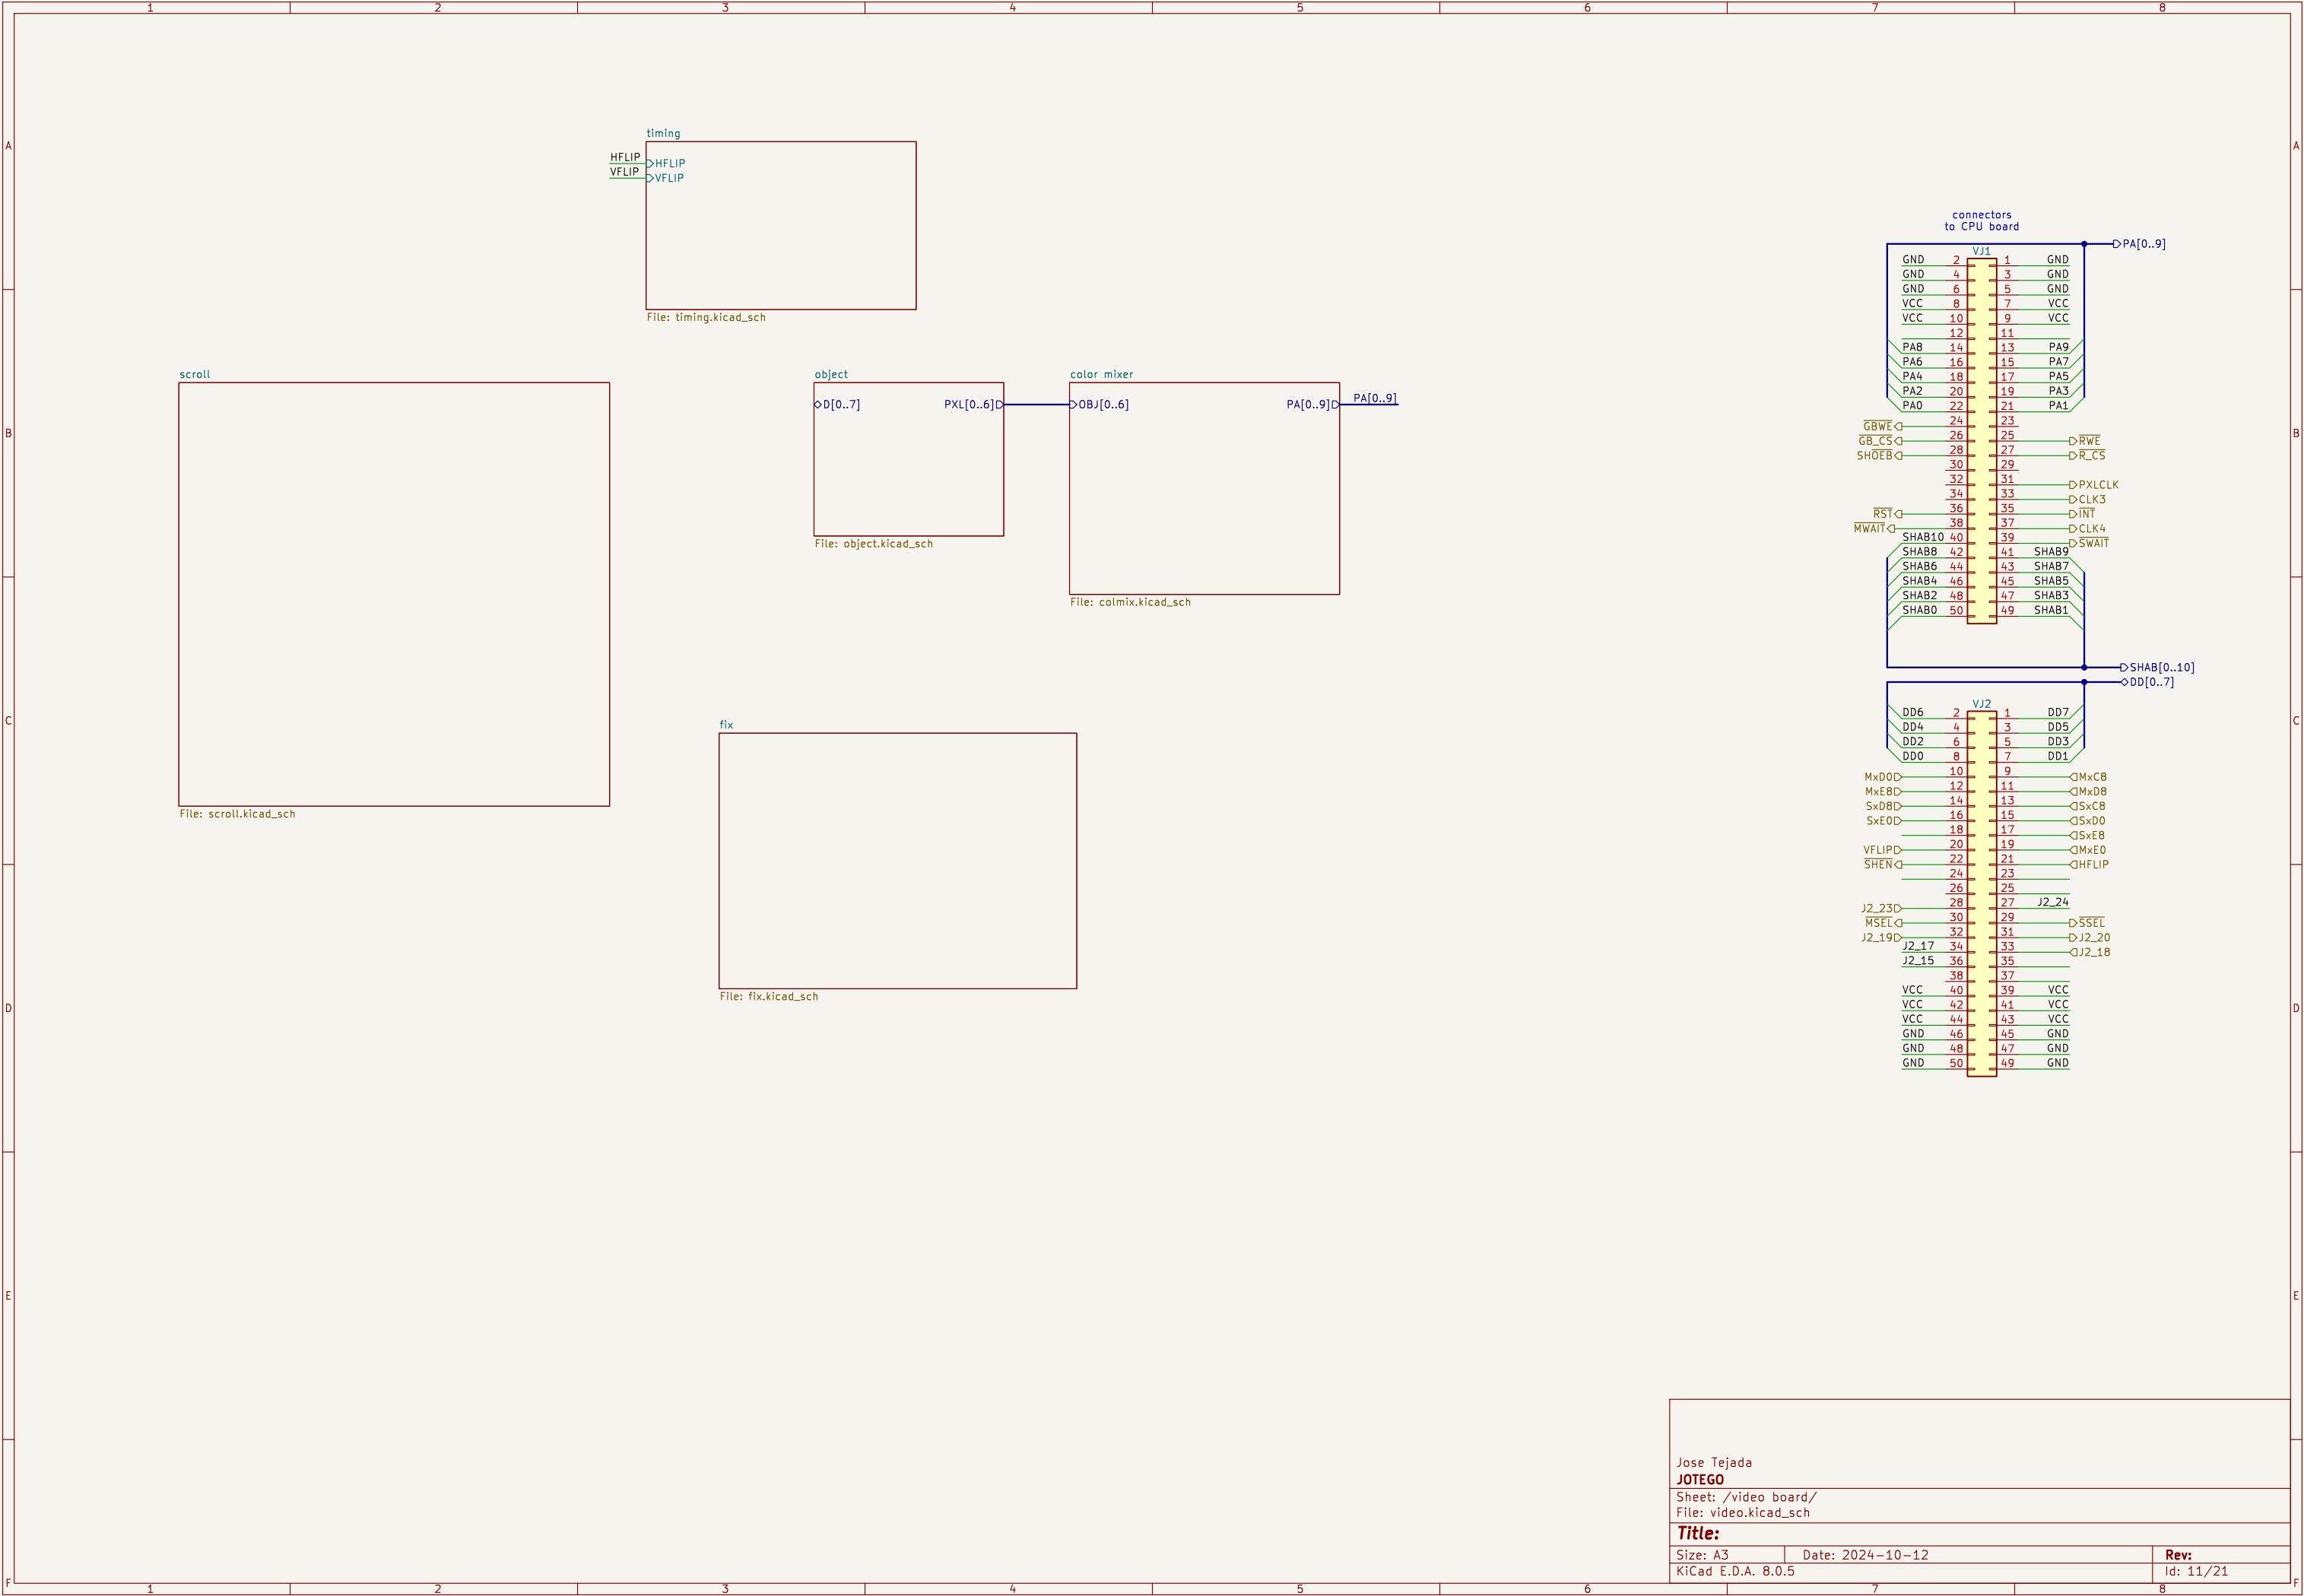 1 2 3 4 5 6 7 8
A A
B B
C C
D D
E E
F F
timing
HFLIP HFLIP
VFLIP VFLIP
File: timing.kicad_sch
scroll
File: scroll.kicad_sch
object
D[0..7] PXL[0..6]
File: object.kicad_sch
color mixer
OBJ[0..6] PA[0..9] PA[0..9]
File: colmix.kicad_sch
fix
File: fix.kicad_sch
connectors
to CPU board
PA[0..9]
VJ1
GND 2 1 GND
GND 4 3 GND
GND 6 5 GND
VCC 8 7 VCC
VCC 10 9 VCC
12 11
PA8 14 13 PA9
PA6 16 15 PA7
PA4 18 17 PA5
PA2 20 19 PA3
PA0 22 21 PA1
GBWE 24 23
GB_CS 26 25 RWE
SHOEB 28 27 R_CS
30 29
32 31 PXLCLK
34 33 CLK3
RST 36 35 INT
MWAIT 38 37 CLK4
SHAB10 40 39 SWAIT
SHAB8 42 41 SHAB9
SHAB6 44 43 SHAB7
SHAB4 46 45 SHAB5
SHAB2 48 47 SHAB3
SHAB0 50 49 SHAB1
SHAB[0..10]
DD[0..7]
VJ2
DD6 2 1 DD7
DD4 4 3 DD5
DD2 6 5 DD3
DD0 8 7 DD1
MxD0 10 9 MxC8
MxE8 12 11 MxD8
SxD8 14 13 SxC8
SxE0 16 15 SxD0
18 17 SxE8
VFLIP 20 19 MxE0
SHEN 22 21 HFLIP
24 23
26 25
J2_23 28 27 J2_24
MSEL 30 29 SSEL
J2_19 32 31 J2_20
J2_17 34 33 J2_18
J2_15 36 35
38 37
VCC 40 39 VCC
VCC 42 41 VCC
VCC 44 43 VCC
GND 46 45 GND
GND 48 47 GND
GND 50 49 GND
Jose Tejada
JOTEGO
Sheet: /video board/
File: video.kicad_sch
Title:
Size: A3 Date: 2024-10-12 Rev:
KiCad E.D.A. 8.0.5 Id: 11/21
1 2 3 4 5 6 7 8